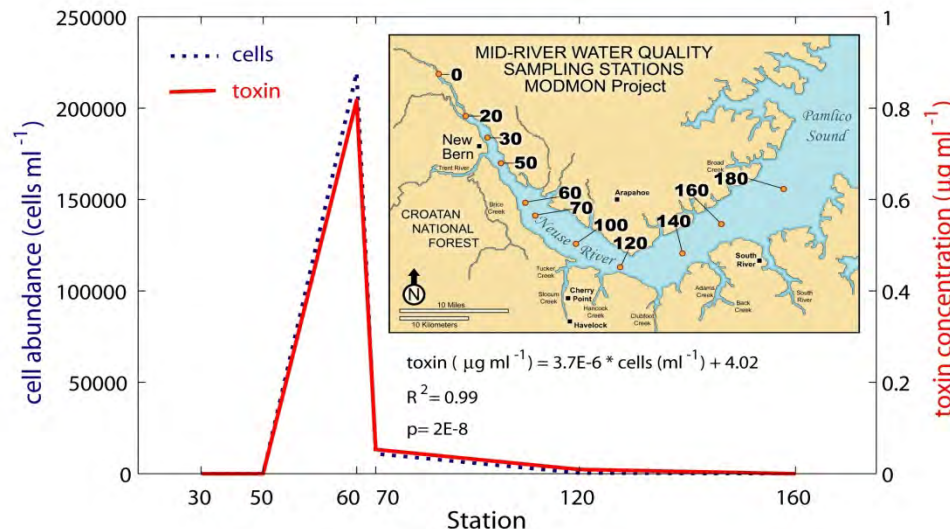 250000
200000
150000
100000
50000
0
cell abundance (cells ml -1)
cells
toxin
1
0.8
0.6
0.4
0.2
0
toxin concentration (µg ml -1)
30 50 60 70 120 160
Station
MID-RIVER WATER QUALITY
SAMPLING STATIONS
MODMON Project
0
20
30
50
60
70
100
120
140
160
180
New
Bern
Trent River
Brice
Creek
CROATAN
NATIONAL
FOREST
Arapahoe
Broad
Creek
Pamlico
Sound
Neuse River
Tucker
Creek
Slocum
Creek
Cherry
Point
Hancock
Creek
Havelock
Clubfoot
Creek
Adams
Creek
Back
Creek
South
River
South
River
N
10 Miles
10 Kilometers
toxin ( µg ml -1) = 3.7E-6 * cells (ml -1) + 4.02
R 2 = 0.99
p= 2E-8